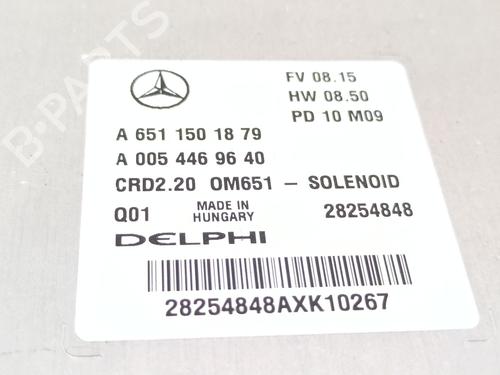 B-PARTS
FV 08.15
HW 08.50
PD 10 M09
A 651 150 18 79
A 005 446 96 40
CRD2.20 OM651 – SOLENOID
Q01 MADE IN HUNGARY 28254848
DELPHI
28254848AXK10267